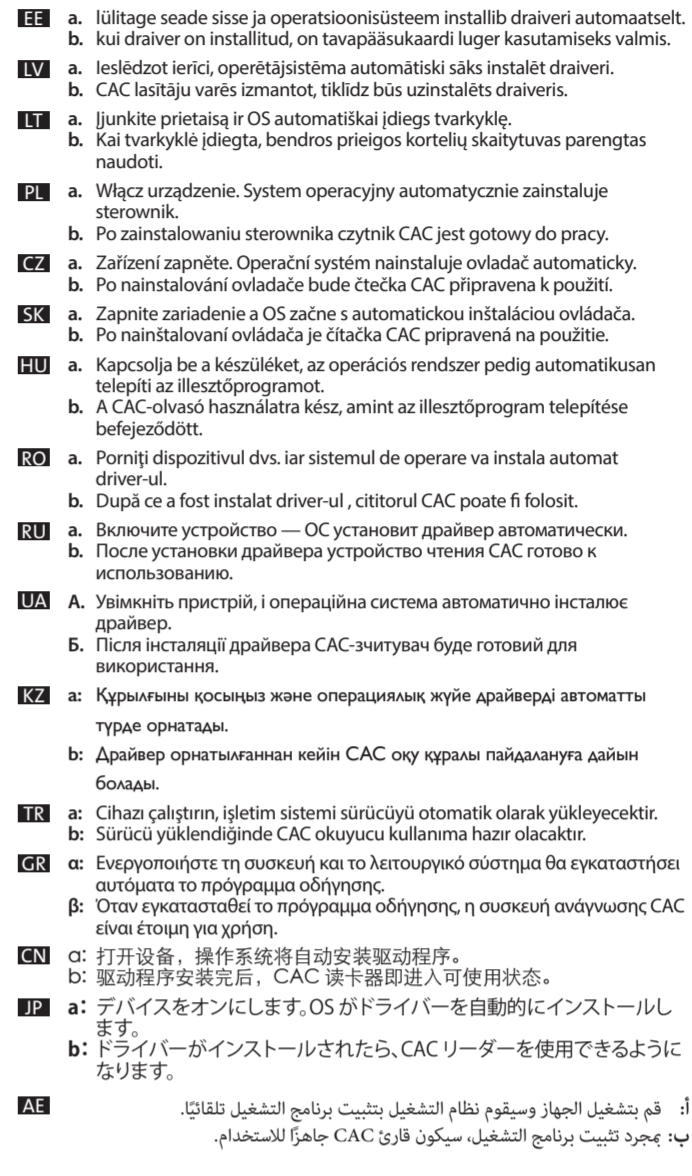 EE a. lülitage seade sisse ja operatsioonisüsteem installib draiveri automaatselt.
b. kui draiver on installitud, on tavapääsukaardi luger kasutamiseks valmis.
LV a. Ieslēdzot ierīci, operētājsistēma automātiski sāks instalēt draiveri.
b. CAC lasītāju varēs izmantot, tiklīdz būs uzinstalēts draiveris.
LT a. Įjunkite prietaisą ir OS automatiškai įdiegs tvarkyklę.
b. Kai tvarkyklė įdiegta, bendros prieigos kortelių skaitytuvas parengtas
naudoti.
PL a. Włącz urządzenie. System operacyjny automatycznie zainstaluje
sterownik.
b. Po zainstalowaniu sterownika czytnik CAC jest gotowy do pracy.
CZ a. Zařízení zapněte. Operační systém nainstaluje ovladač automaticky.
b. Po nainstalování ovladače bude čtečka CAC připravena k použití.
SK a. Zapnite zariadenie a OS začne s automatickou inštaláciou ovládača.
b. Po nainštalovaní ovládača je čítačka CAC pripravená na použitie.
HU a. Kapcsolja be a készüléket, az operációs rendszer pedig automatikusan
telepíti az illesztőprogramot.
b. A CAC-olvasó használatra kész, amint az illesztőprogram telepítése
befejeződött.
RO a. Porniţi dispozitivul dvs. iar sistemul de operare va instala automat
driver-ul.
b. După ce a fost instalat driver-ul , cititorul CAC poate fi folosit.
RU a. Включите устройство — ОС установит драйвер автоматически.
b. После установки драйвера устройство чтения CAC готово к
использованию.
UA А. Увімкніть пристрій, і операційна система автоматично інсталює
драйвер.
Б. Після інсталяції драйвера CAC-зчитувач буде готовий для
використання.
KZ a: Құрылғыны қосыңыз және операциялық жүйе драйверді автоматты
түрде орнатады.
b: Драйвер орнатылғаннан кейін CAC оқу құралы пайдалануға дайын
болады.
TR a: Cihazı çalıştırın, işletim sistemi sürücüyü otomatik olarak yükleyecektir.
b: Sürücü yüklendiğinde CAC okuyucu kullanıma hazır olacaktır.
GR α: Ενεργοποιήστε τη συσκευή και το λειτουργικό σύστημα θα εγκαταστήσει
αυτόματα το πρόγραμμα οδήγησης.
β: Όταν εγκατασταθεί το πρόγραμμα οδήγησης, η συσκευή ανάγνωσης CAC
είναι έτοιμη για χρήση.
CN a: 打开设备，操作系统将自动安装驱动程序。
b: 驱动程序安装完后，CAC 读卡器即进入可使用状态。
JP a: デバイスをオンにします。OS がドライバーを自動的にインストールし
ます。
b: ドライバーがインストールされたら、CAC リーダーを使用できるように
なります。
AE أ: قم بتشغيل الجهاز وسيقوم نظام التشغيل بتثبيت برنامج التشغيل تلقائيًا.
ب: بمجرد تثبيت برنامج التشغيل، سيكون قارئ CAC جاهزًا للاستخدام.